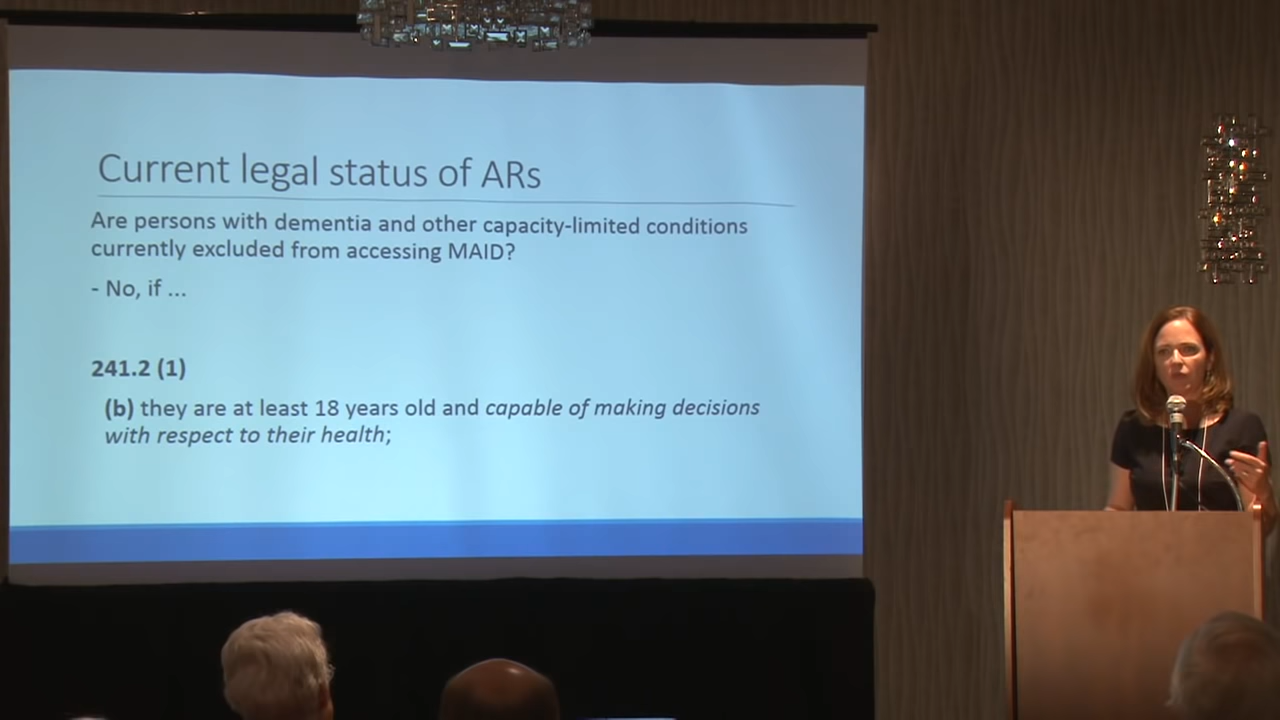 Current legal status of ARs
Are persons with dementia and other capacity-limited conditions
currently excluded from accessing MAID?
- No, if ...
241.2 (1)
(b) they are at least 18 years old and capable of making decisions
with respect to their health;